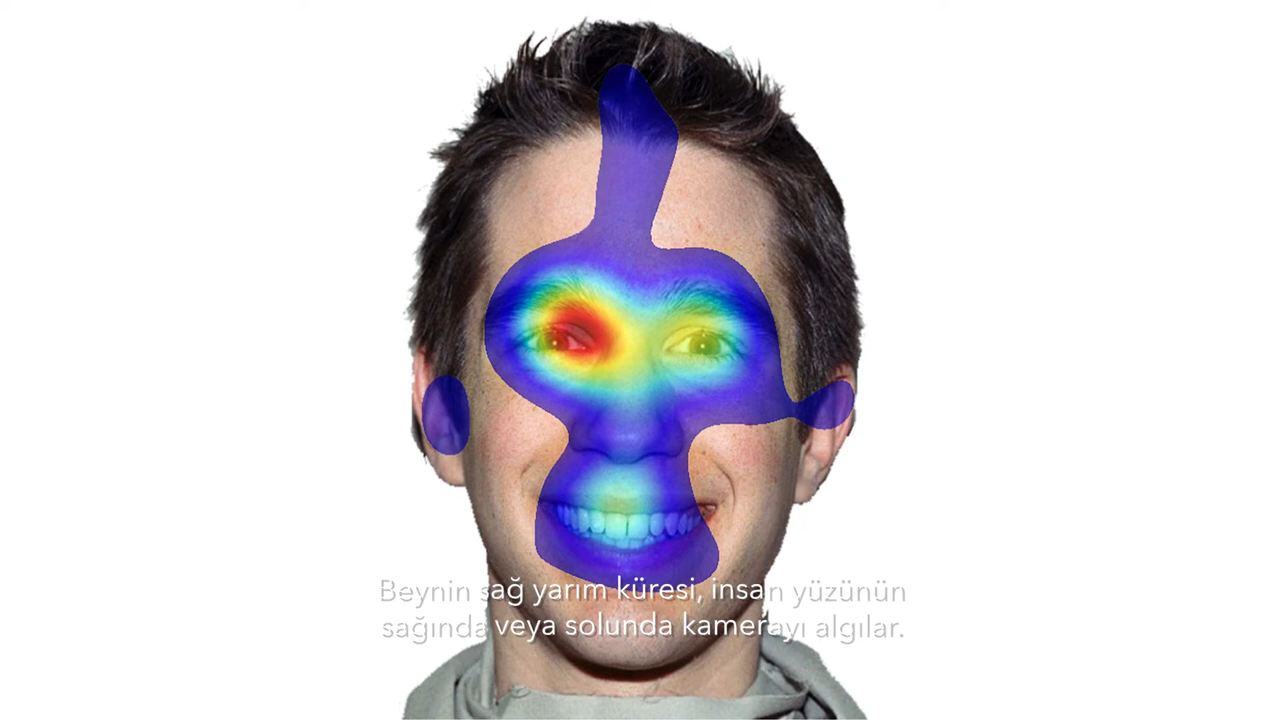 Beynin sağ yarım küresi, insan yüzünün
sağında veya solunda kamerayı algılar.